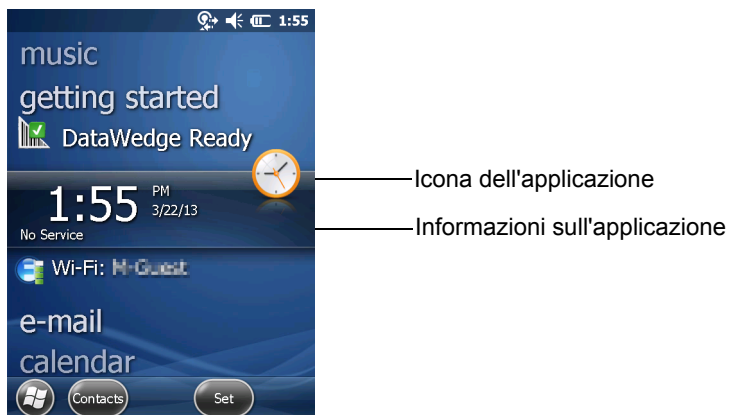 1:55
music
getting started
DataWedge Ready
1:55 PM
3/22/13
No Service
Wi-Fi:
e-mail
calendar
Contacts
Set
Icona dell'applicazione
Informazioni sull'applicazione